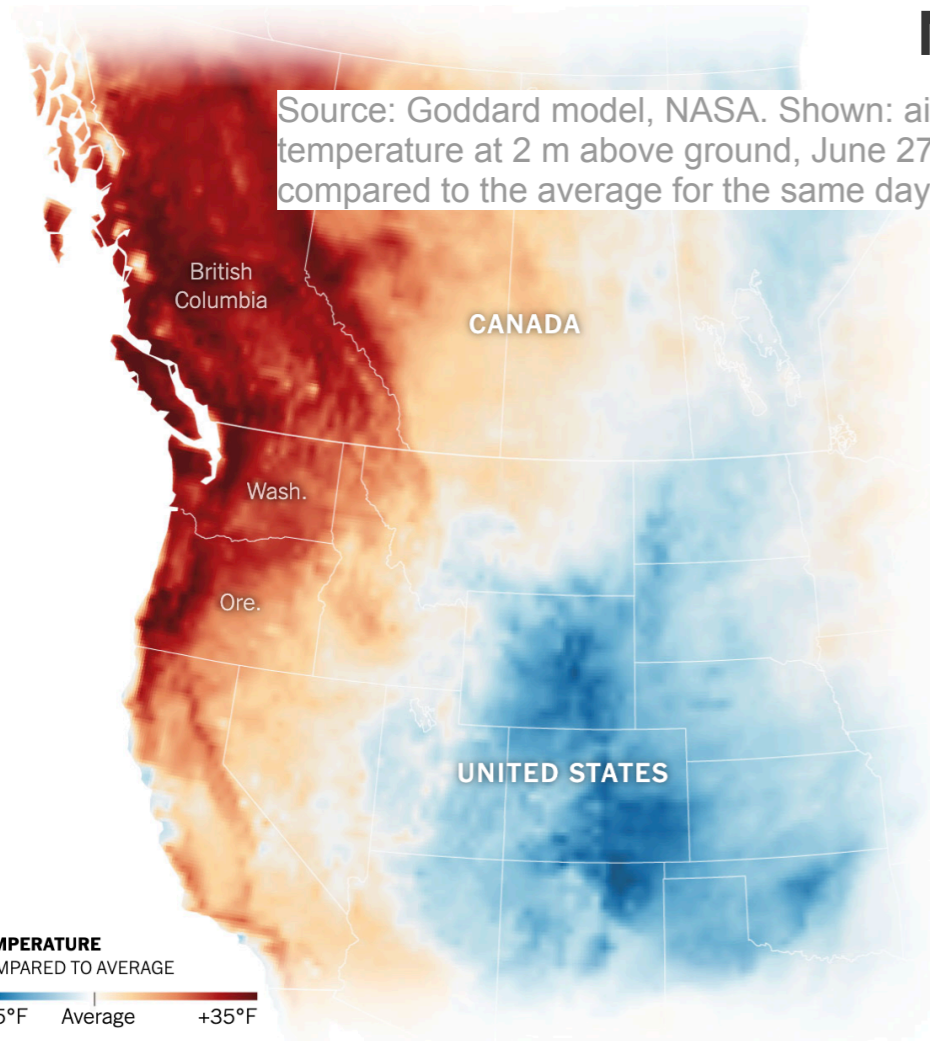 Source: Goddard model, NASA. Shown: ai
temperature at 2 m above ground, June 27
compared to the average for the same day
British
Columbia
CANADA
Wash.
Ore.
UNITED STATES
MPERATURE
MPARED TO AVERAGE
5°F Average +35°F